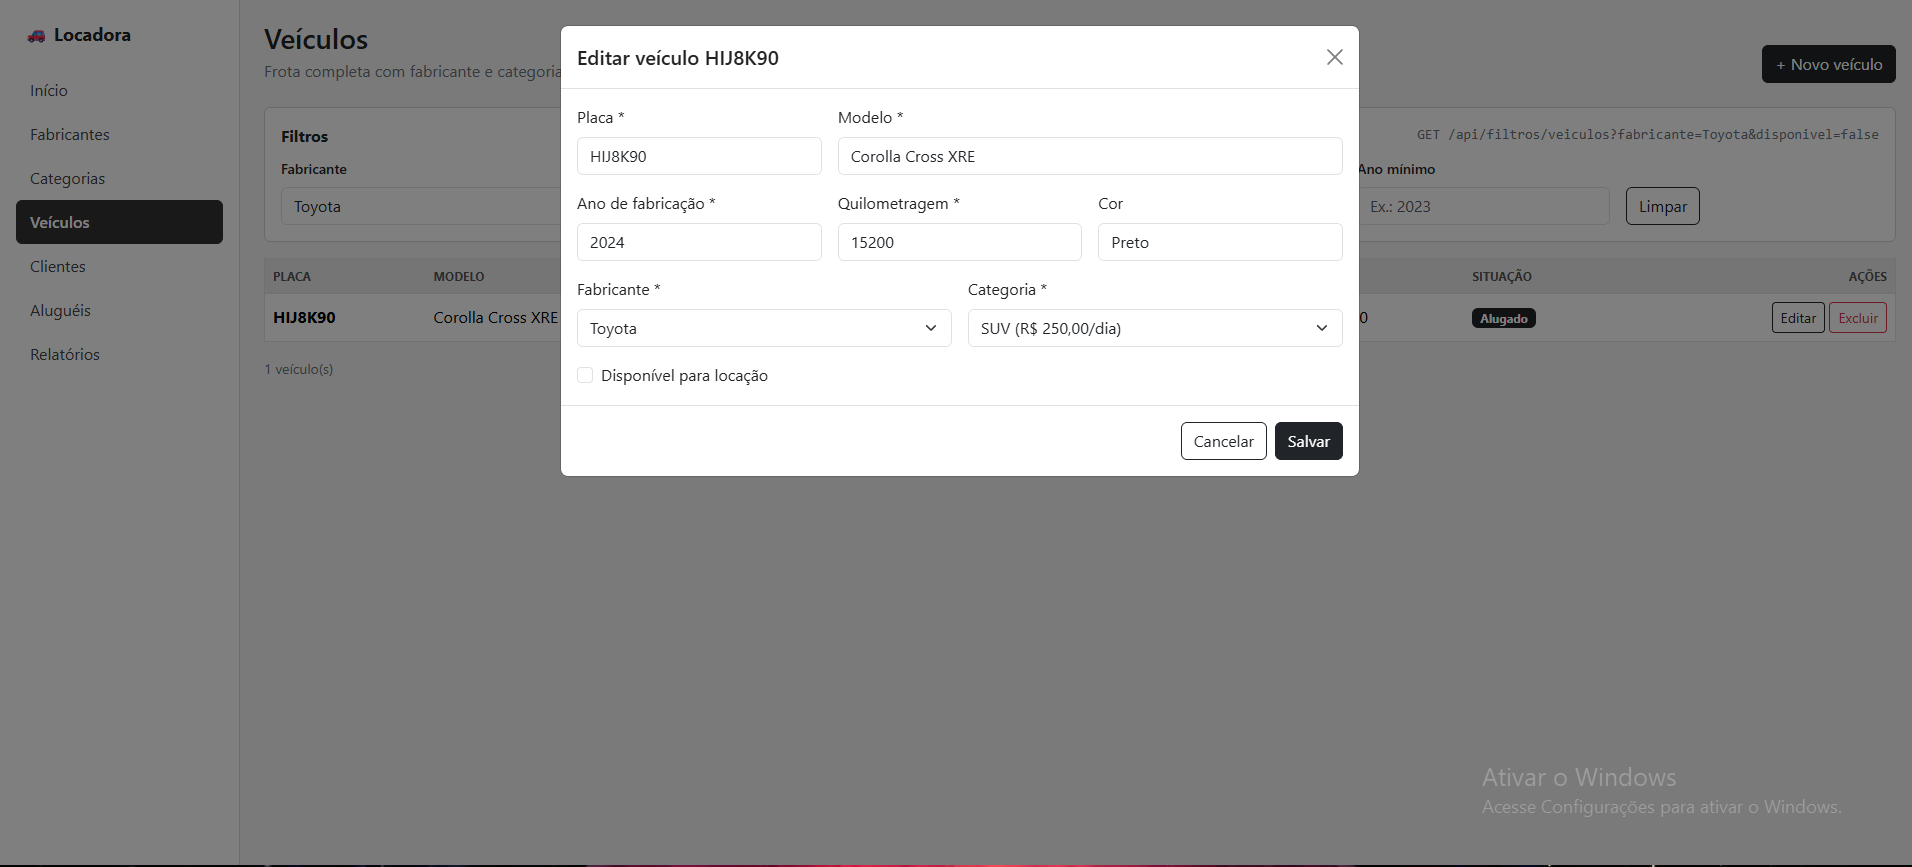 Locadora
Início
Fabricantes
Categorias
Veículos
Clientes
Aluguéis
Relatórios
Veículos
Frota completa com fabricante e categoria
+ Novo veículo
Filtros
GET /api/filtros/veiculos?fabricante=Toyota&disponivel=false
Fabricante
Ano mínimo
Toyota
Ex.: 2023
Limpar
PLACA MODELO SITUAÇÃO AÇÕES
HIJ8K90 Corolla Cross XRE 0 Alugado Editar Excluir
1 veículo(s)
Editar veículo HIJ8K90
Placa * Modelo *
HIJ8K90 Corolla Cross XRE
Ano de fabricação * Quilometragem * Cor
2024 15200 Preto
Fabricante * Categoria *
Toyota SUV (R$ 250,00/dia)
Disponível para locação
Cancelar Salvar
Ativar o Windows
Acesse Configurações para ativar o Windows.